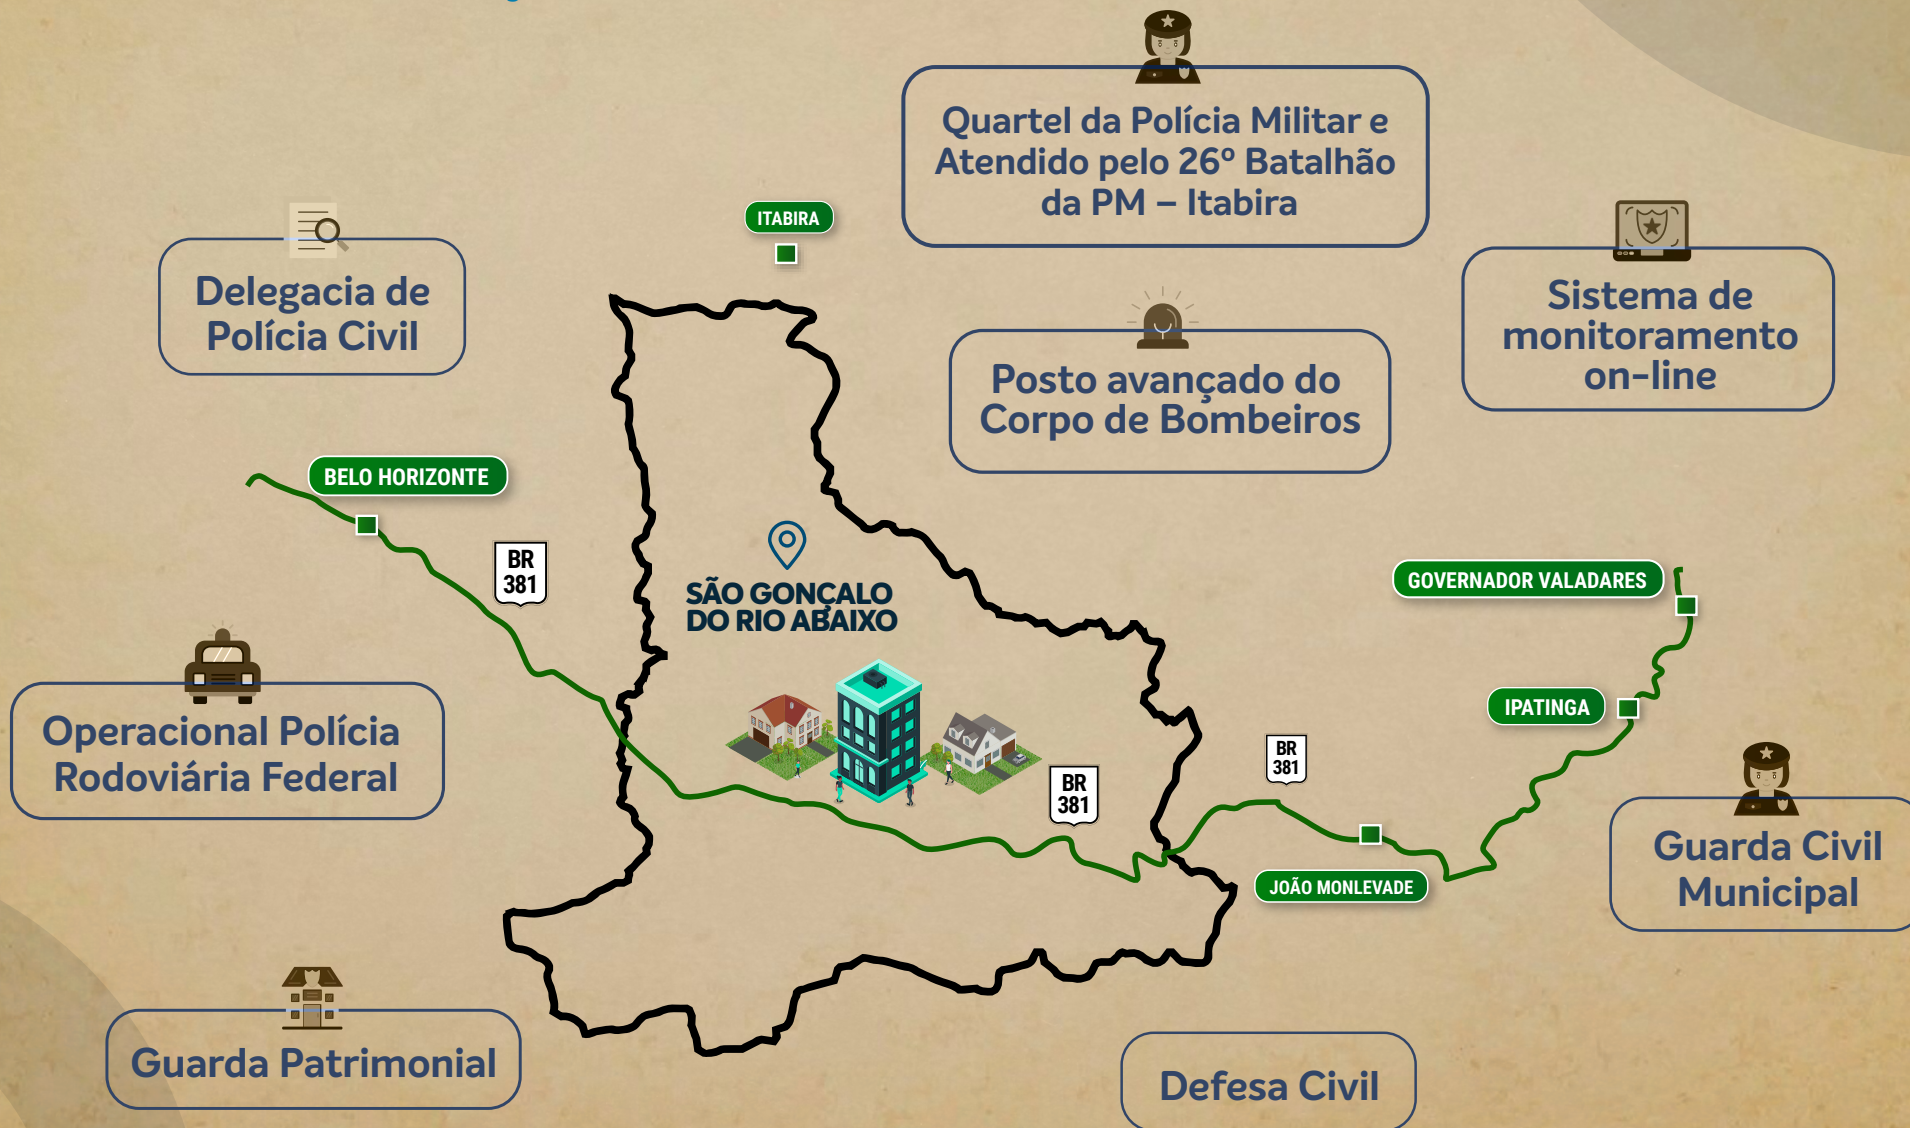 Quartel da Polícia Militar e
Atendido pelo 26º Batalhão
da PM – Itabira
ITABIRA
Delegacia de
Polícia Civil
Sistema de
monitoramento
on-line
Posto avançado do
Corpo de Bombeiros
BELO HORIZONTE
BR
381
SÃO GONÇALO
DO RIO ABAIXO
GOVERNADOR VALADARES
IPATINGA
Operacional Polícia
Rodoviária Federal
BR
381
BR
381
JOÃO MONLEVADE
Guarda Civil
Municipal
Guarda Patrimonial
Defesa Civil